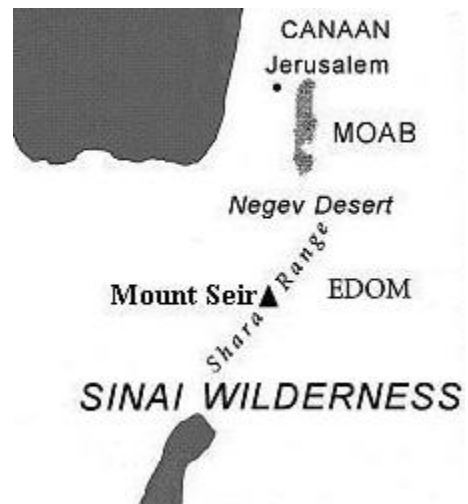 CANAAN
Jerusalem
MOAB
Negev Desert
Shara Range
Mount Seir
EDOM
SINAI WILDERNESS